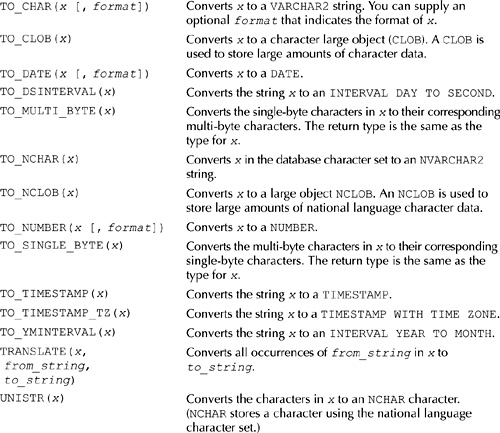 TO_CHAR(x [, format]) Converts x to a VARCHAR2 string. You can supply an
optional format that indicates the format of x.
TO_CLOB(x) Converts x to a character large object (CLOB). A CLOB is
used to store large amounts of character data.
TO_DATE(x [, format]) Converts x to a DATE.
TO_DSINTERVAL(x) Converts the string x to an INTERVAL DAY TO SECOND.
TO_MULTI_BYTE(x) Converts the single-byte characters in x to their corresponding
multi-byte characters. The return type is the same as the
type for x.
TO_NCHAR(x) Converts x in the database character set to an NVARCHAR2
string.
TO_NCLOB(x) Converts x to a large object NCLOB. An NCLOB is used to
store large amounts of national language character data.
TO_NUMBER(x [, format]) Converts x to a NUMBER.
TO_SINGLE_BYTE(x) Converts the multi-byte characters in x to their corresponding
single-byte characters. The return type is the same as the
type for x.
TO_TIMESTAMP(x) Converts the string x to a TIMESTAMP.
TO_TIMESTAMP_TZ(x) Converts the string x to a TIMESTAMP WITH TIME ZONE.
TO_YMINTERVAL(x) Converts the string x to an INTERVAL YEAR TO MONTH.
TRANSLATE(x, Converts all occurrences of from_string in x to
from_string, to_string.
to_string)
UNISTR(x) Converts the characters in x to an NCHAR character.
(NCHAR stores a character using the national language
character set.)